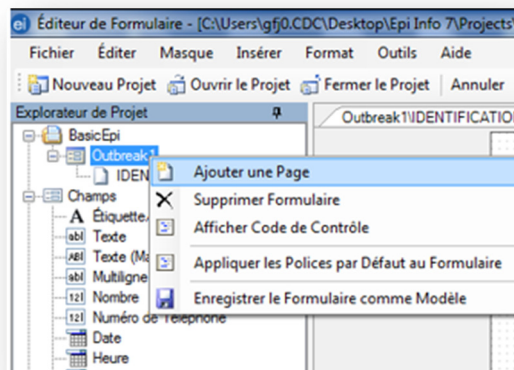 Éditeur de Formulaire - [C:\Users\gfj0.CDC\Desktop\Epi Info 7\Projects\
Fichier Éditer Masque Insérer Format Outils Aide
Nouveau Projet Ouvrir le Projet Fermer le Projet Annuler
Explorateur de Projet Outbreak1\IDENTIFICATIO
BasicEpi
Outbreak1
Ajouter une Page
IDEN
Supprimer Formulaire
Champs
Afficher Code de Contrôle
Étiquette
Texte
Texte (Ma
Appliquer les Polices par Défaut au Formulaire
Multiligne
Nombre
Enregistrer le Formulaire comme Modèle
Numéro de Téléphone
Date
Heure